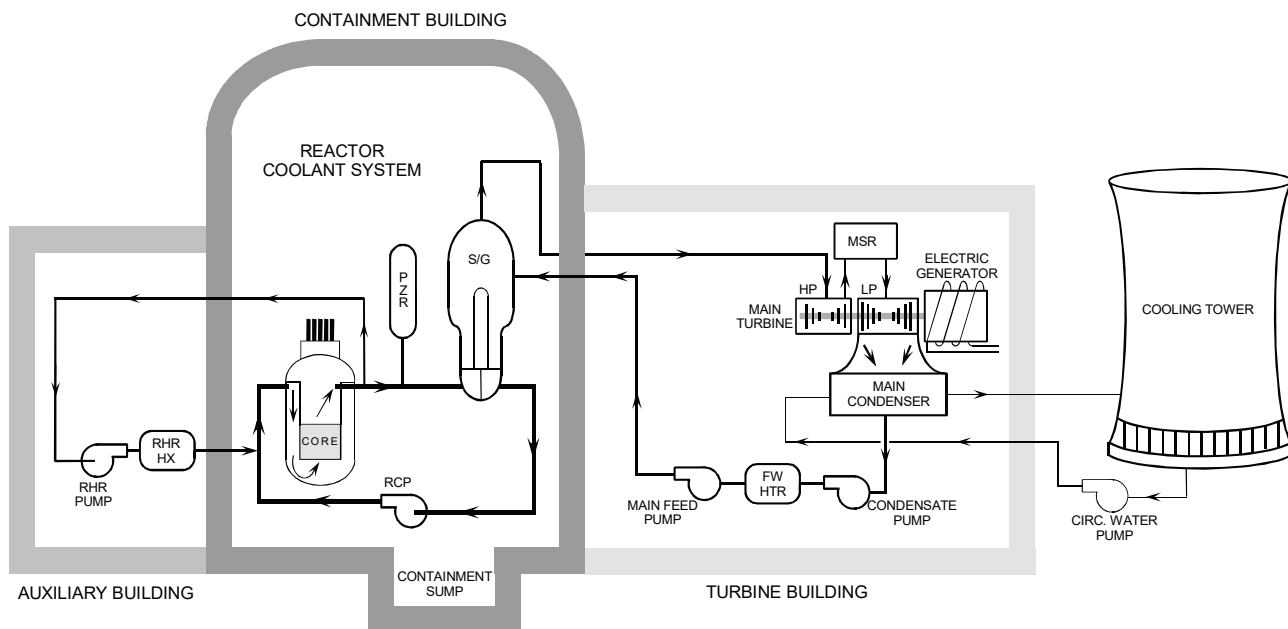 CONTAINMENT BUILDING
REACTOR
COOLANT SYSTEM
S/G
P
Z
R
MSR
ELECTRIC
GENERATOR
HP
LP
MAIN
TURBINE
COOLING TOWER
MAIN
CONDENSER
CORE
RHR
HX
RHR
PUMP
RCP
FW
HTR
MAIN FEED
PUMP
CONDENSATE
PUMP
CIRC. WATER
PUMP
CONTAINMENT
SUMP
AUXILIARY BUILDING
TURBINE BUILDING